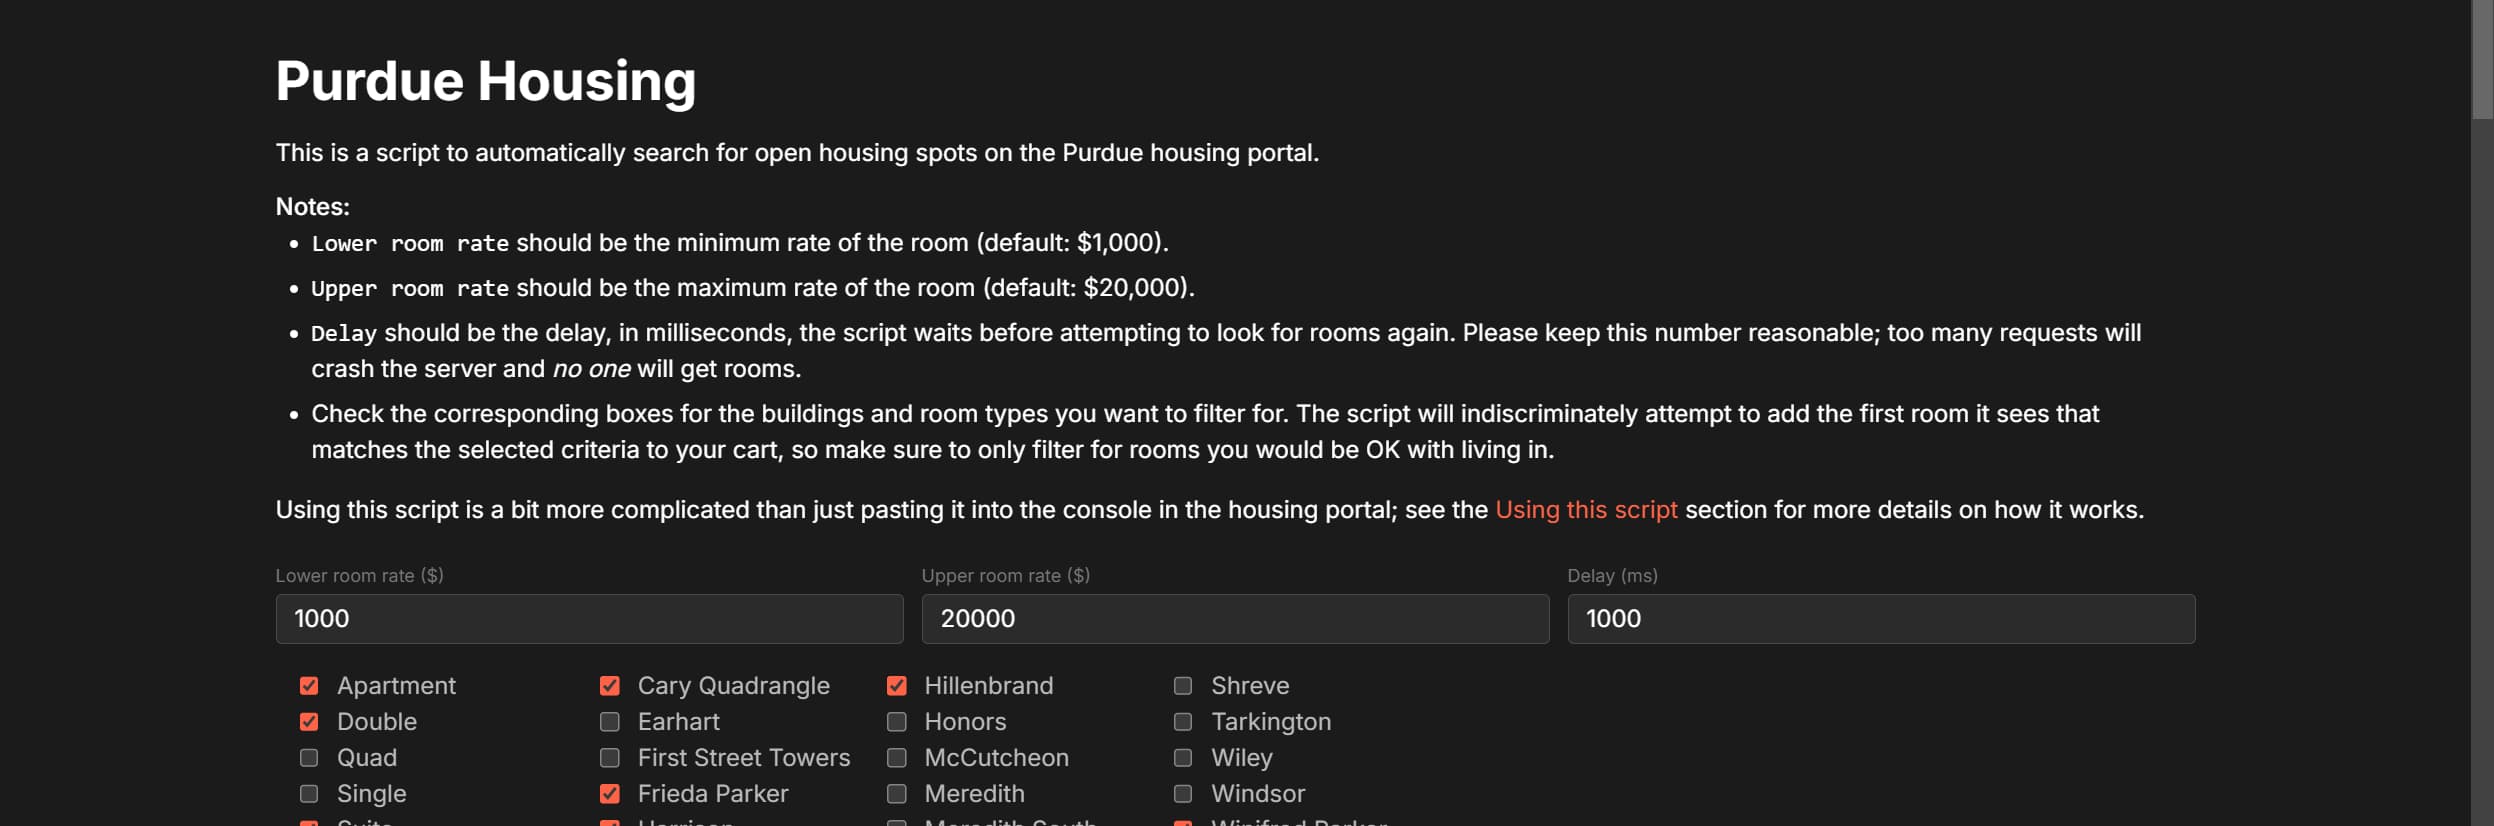 Purdue Housing
This is a script to automatically search for open housing spots on the Purdue housing portal.
Notes:
• Lower room rate should be the minimum rate of the room (default: $1,000).
• Upper room rate should be the maximum rate of the room (default: $20,000).
• Delay should be the delay, in milliseconds, the script waits before attempting to look for rooms again. Please keep this number reasonable; too many requests will
crash the server and no one will get rooms.
• Check the corresponding boxes for the buildings and room types you want to filter for. The script will indiscriminately attempt to add the first room it sees that
matches the selected criteria to your cart, so make sure to only filter for rooms you would be OK with living in.
Using this script is a bit more complicated than just pasting it into the console in the housing portal; see the Using this script section for more details on how it works.
Lower room rate ($) Upper room rate ($) Delay (ms)
1000 20000 1000
Apartment Cary Quadrangle Hillenbrand Shreve
Double Earhart Honors Tarkington
Quad First Street Towers McCutcheon Wiley
Single Frieda Parker Meredith Windsor
Suite Harrison Meredith South Winifred Parker